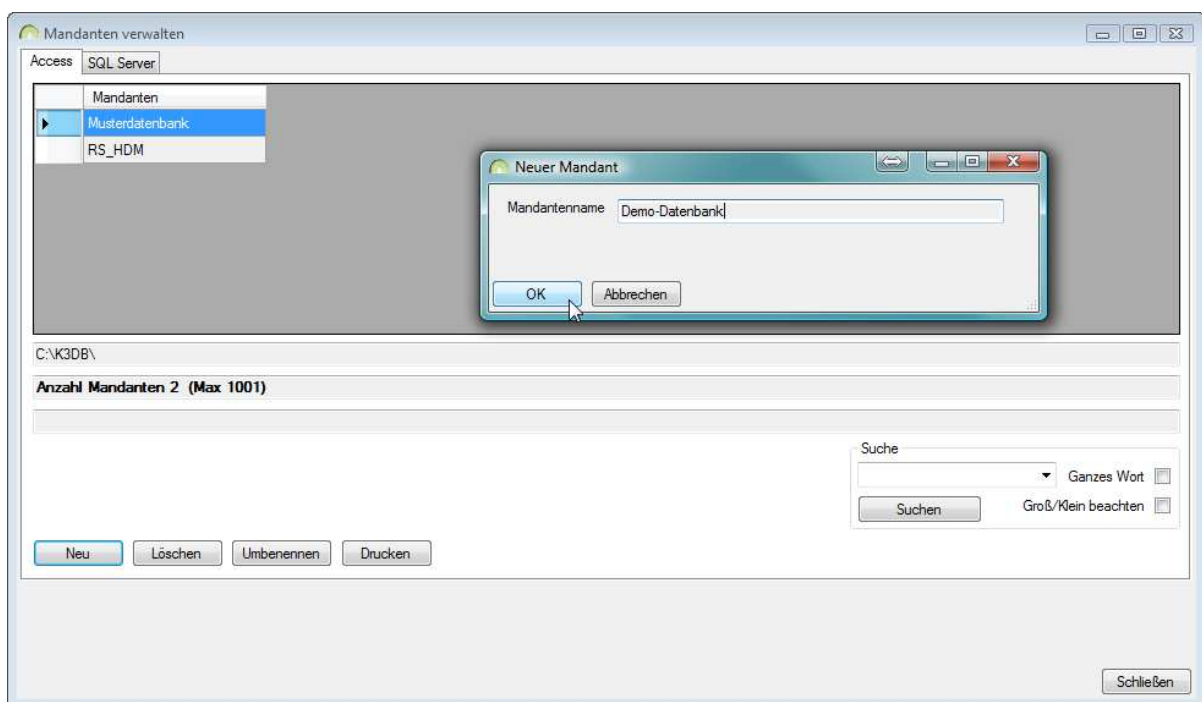 Mandanten verwalten
Access SQL Server
Mandanten
Musterdatenbank
RS_HDM
Neuer Mandant
Mandantenname Demo-Datenbank
OK Abbrechen
C:\K3DB\
Anzahl Mandanten 2 (Max 1001)
Suche
Ganzes Wort
Suchen Groß/Klein beachten
Neu Löschen Umbenennen Drucken
Schließen